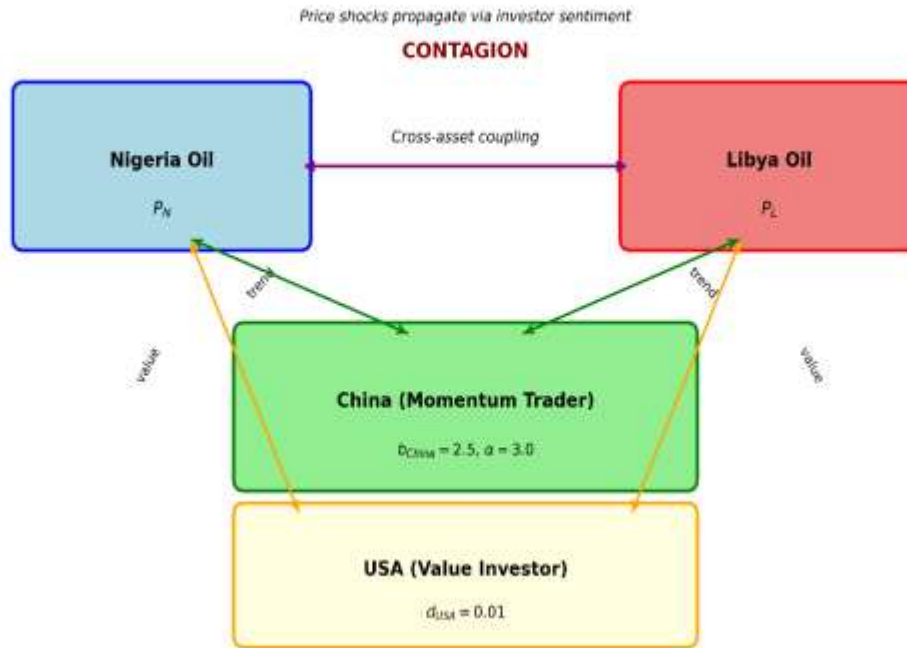 Price shocks propagate via investor sentiment
CONTAGION
Cross-asset coupling
Nigeria Oil
Libya Oil
P_N
P_L
trend
trend
value
value
China (Momentum Trader)
b_China = 2.5, α = 3.0
USA (Value Investor)
d_USA = 0.01